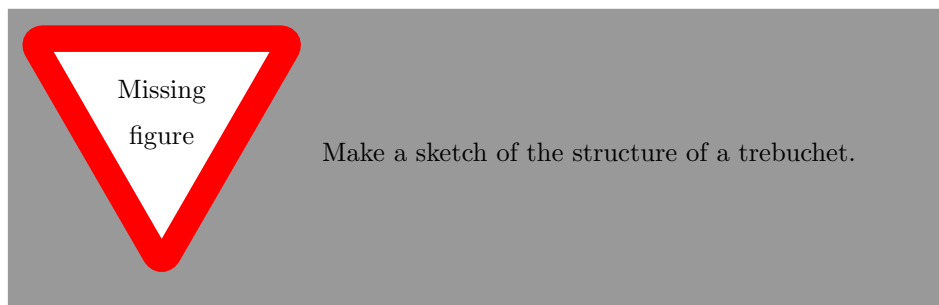 Missing
figure
Make a sketch of the structure of a trebuchet.